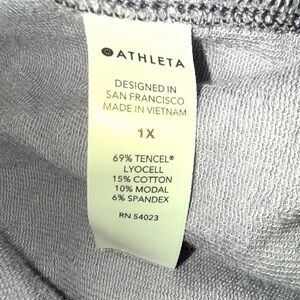 ATHLETA
DESIGNED IN
SAN FRANCISCO
MADE IN VIETNAM
1X
69% TENCEL®
LYOCELL
15% COTTON
10% MODAL
6% SPANDEX
RN 54023